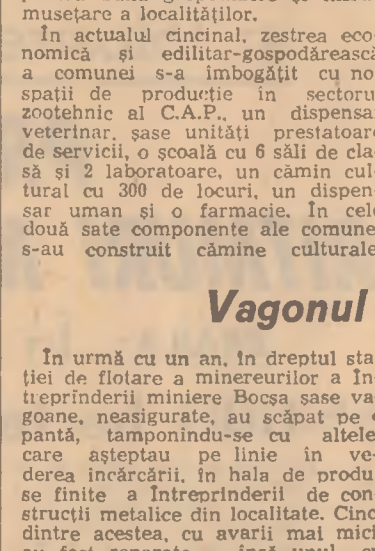 musețare a localităților.
În actualul cincinal, zestrea eco-
nomică și edilitar-gospodărească
a comunei s-a îmbogățit cu no
spații de producție în sectoru
zootehnic al C.A.P., un dispensa
veterinar, șase unități prestatoare
de servicii, o școală cu 6 săli de cla-
să și 2 laboratoare, un cămin cul-
tural cu 300 de locuri, un dispen-
sar uman și o farmacie. În cele
două sate componente ale comune
s-au construit cămine culturale
Vagonul
În urmă cu un an, în dreptul sta-
ției de flotare a minereurilor a În-
treprinderii miniere Bocșa șase va-
goane, neasigurate, au scăpat pe
pantă, tamponindu-se cu altele
care așteptau pe linie în ve-
derea încărcării, în hala de produ-
se finite a Întreprinderii de con-
strucții metalice din localitate. Cinc
dintre acestea, cu avarii mai mici